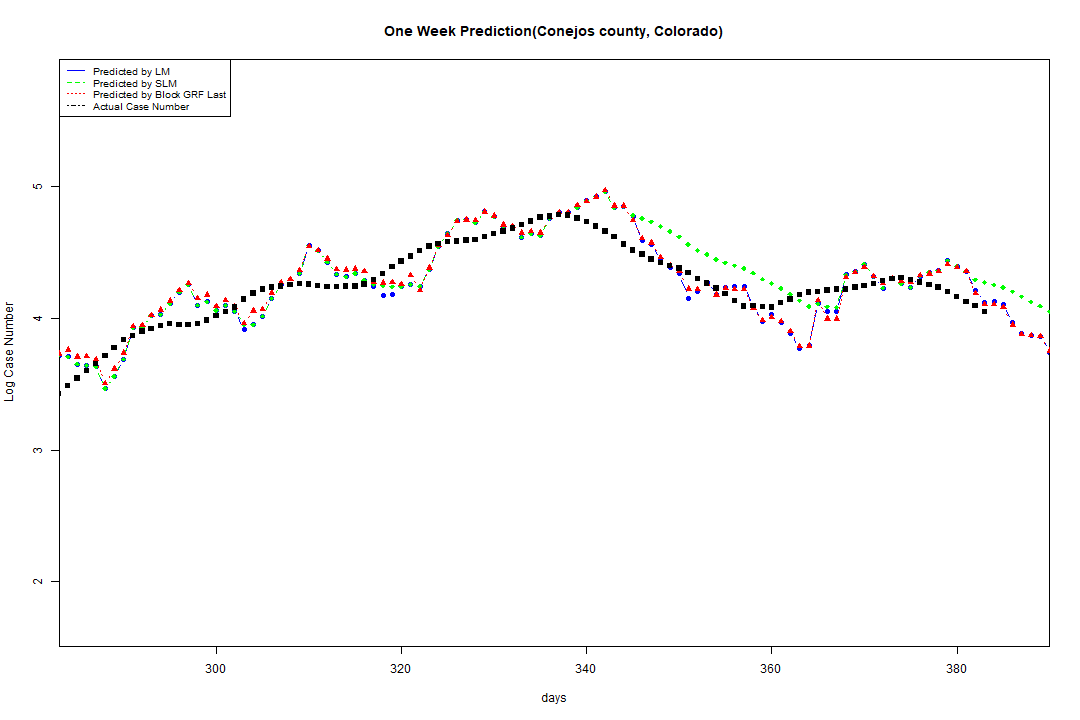 One Week Prediction(Conejos county, Colorado)
Predicted by LM
Predicted by SLM
Predicted by Block GRF Last
Actual Case Number
5
4
3
2
Log Case Number
300 320 340 360 380
days